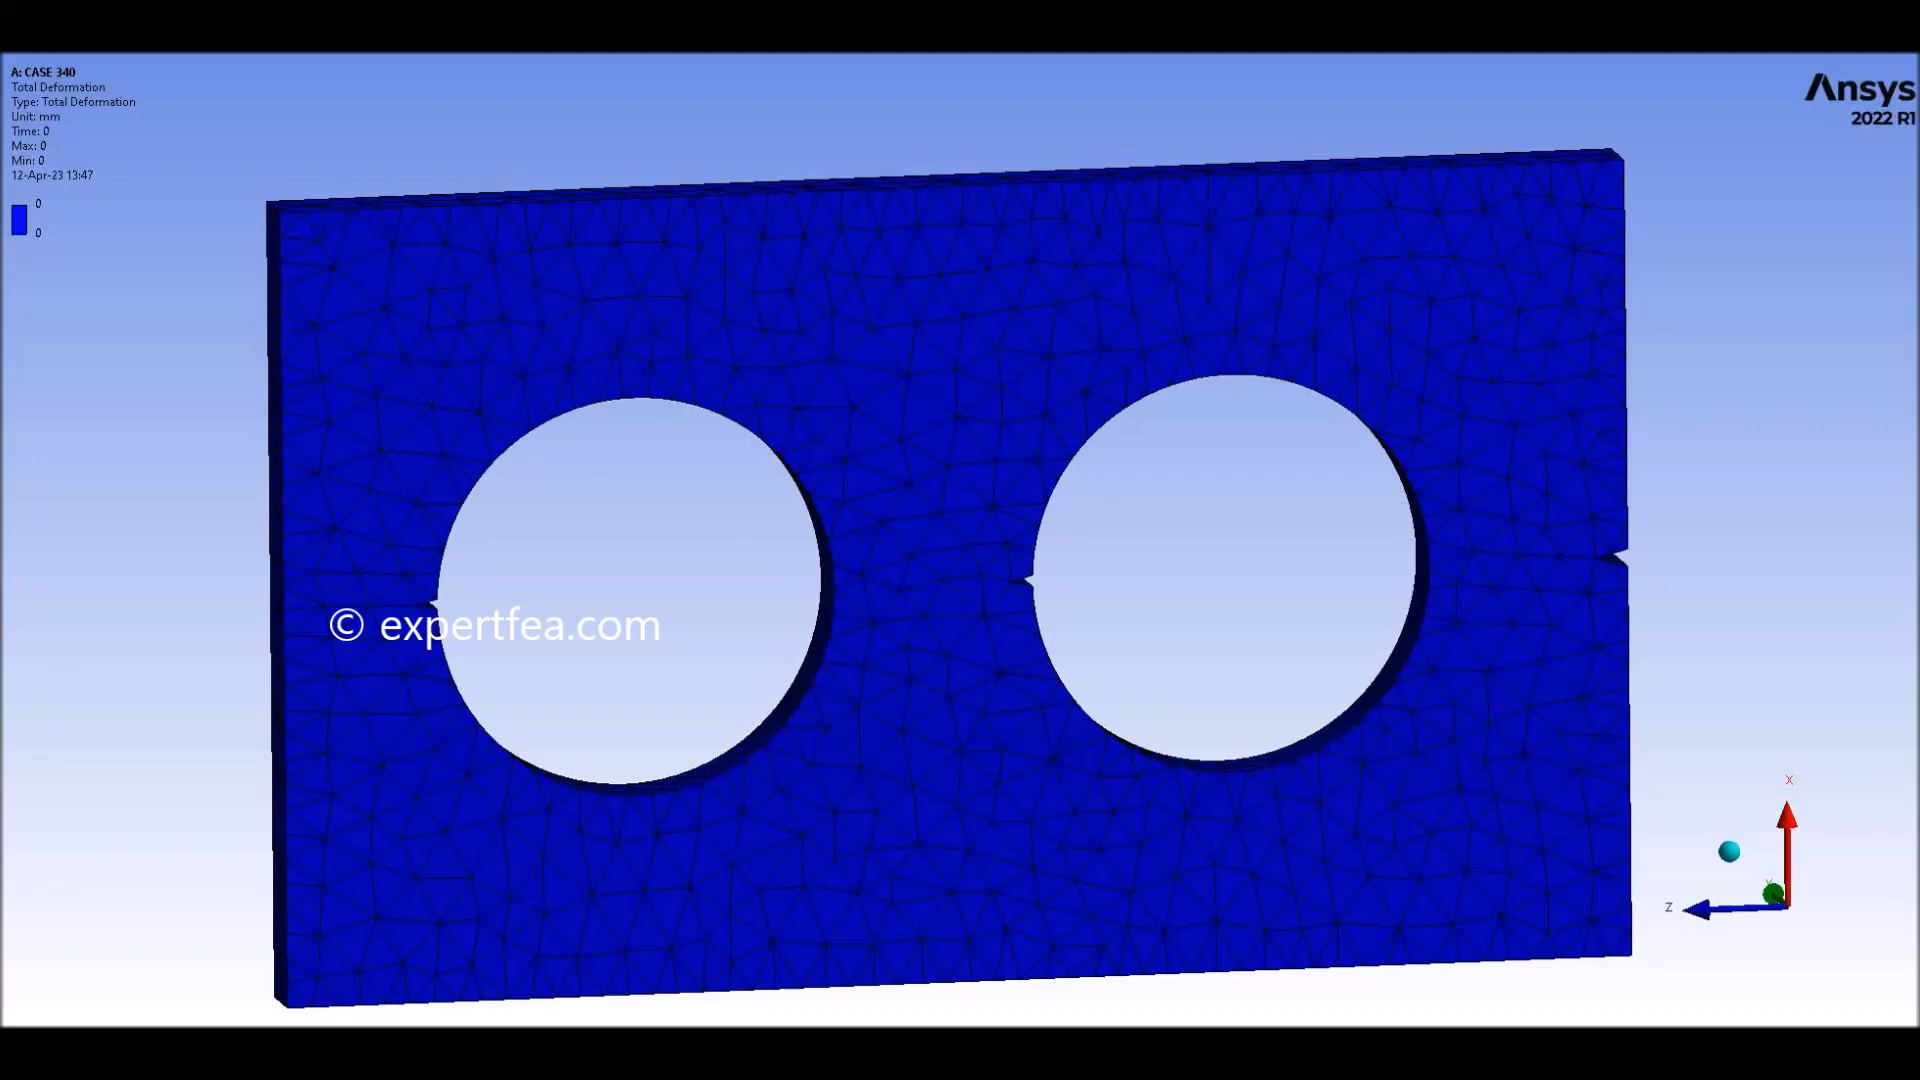 A: CASE 340
Total Deformation
Type: Total Deformation
Unit: mm
Time: 0
Max: 0
Min: 0
12-Apr-23 13:47
0
0
Ansys
2022 R1
© expertfea.com
X
Y
Z